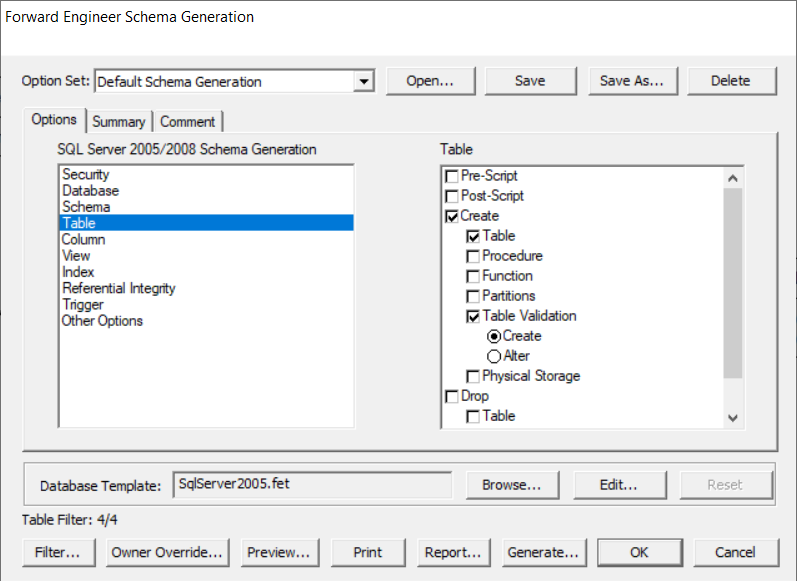 Forward Engineer Schema Generation
Option Set: Default Schema Generation Open... Save Save As... Delete
Options Summary Comment
SQL Server 2005/2008 Schema Generation
Security
Database
Schema
Table
Column
View
Index
Referential Integrity
Trigger
Other Options
Table
Pre-Script
Post-Script
Create
Table
Procedure
Function
Partitions
Table Validation
Create
Alter
Physical Storage
Drop
Table
Database Template: SqlServer2005.fet Browse... Edit... Reset
Table Filter: 4/4
Filter... Owner Override... Preview... Print Report... Generate... OK Cancel